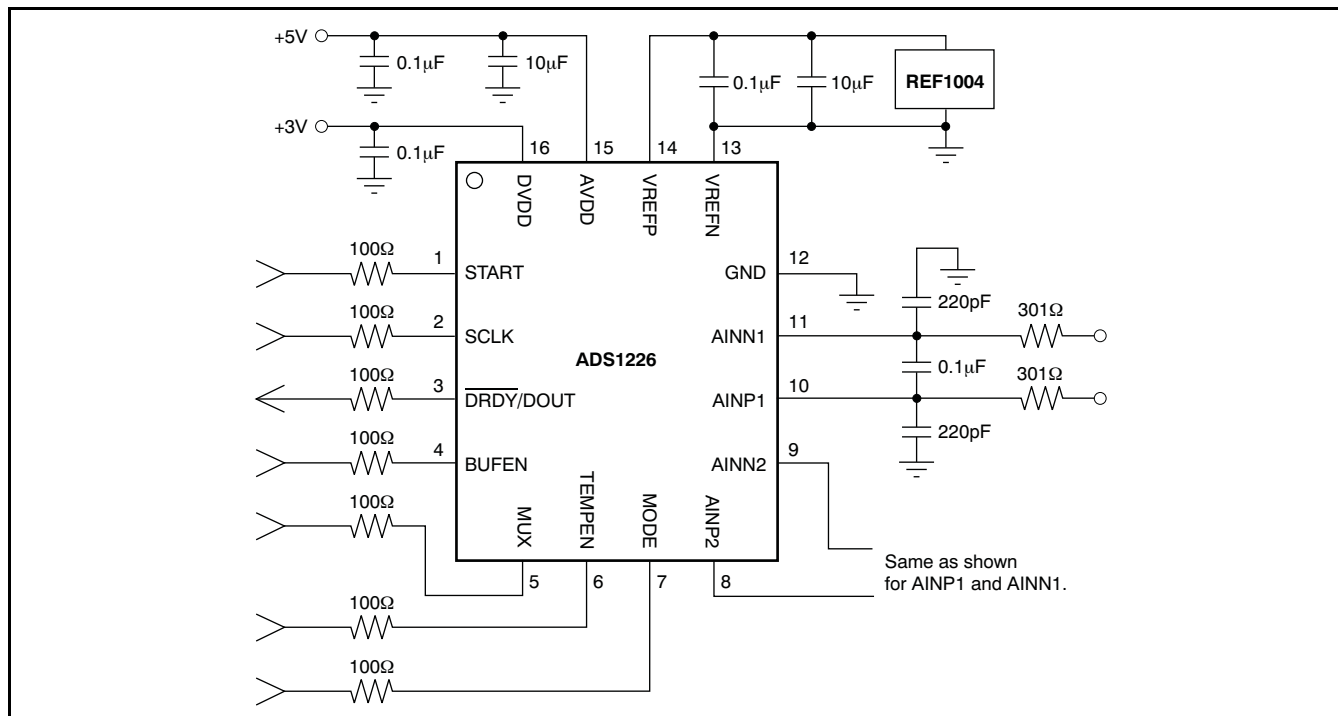 +5V
0.1μF
10μF
0.1μF
10μF
REF1004
+3V
0.1μF
16
15
14
13
DVDD
AVDD
VREFP
VREFN
100Ω
1
START
12
GND
220pF
100Ω
2
SCLK
11
AINN1
301Ω
ADS1226
0.1μF
100Ω
3
DRDY/DOUT
10
AINP1
301Ω
220pF
100Ω
4
BUFEN
9
AINN2
100Ω
MUX
TEMPEN
MODE
AINP2
5
6
7
8
Same as shown
for AINP1 and AINN1.
100Ω
100Ω